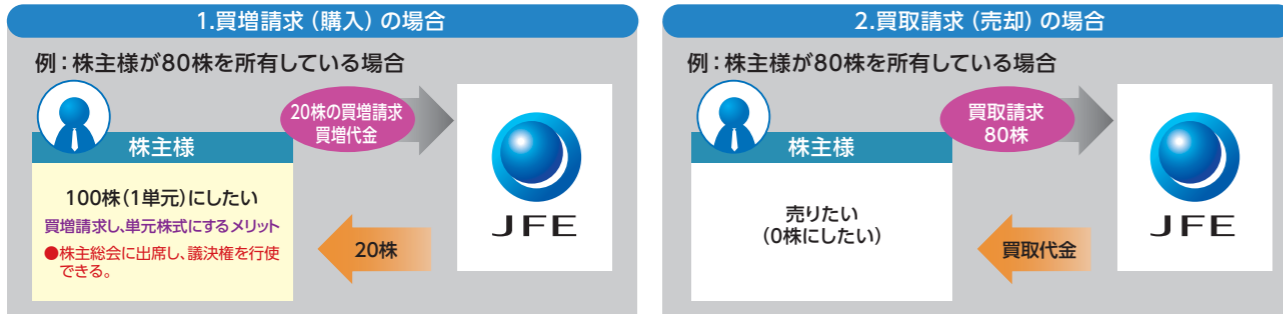 1.買増請求（購入）の場合
例：株主様が80株を所有している場合
20株の買増請求
買増代金
株主様
100株（1単元）にしたい
買増請求し、単元株式にするメリット
●株主総会に出席し、議決権を行使
できる。
20株
JFE
2.買取請求（売却）の場合
例：株主様が80株を所有している場合
買取請求
80株
株主様
売りたい
（0株にしたい）
買取代金
JFE